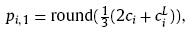 p_{i,1} = round(\frac{1}{3}(2c_i + c_i^L)),